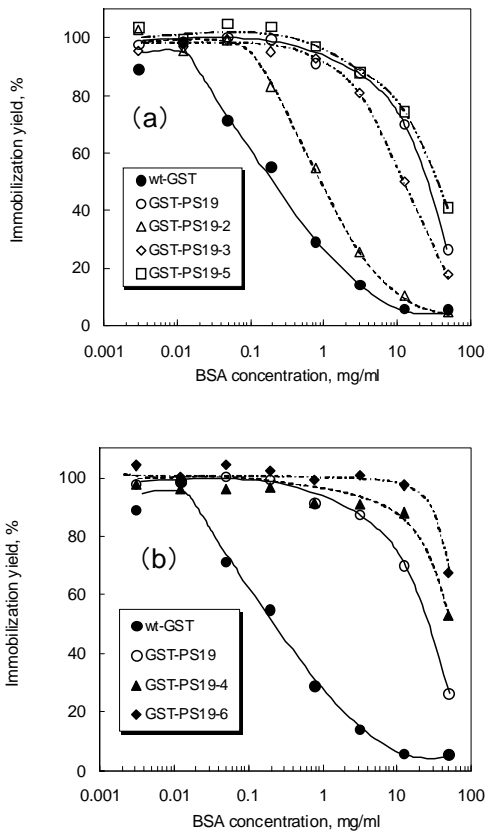 100
80
60
40
20
0
Immobilization yield, %
(a)
●wt-GST
○GST-PS19
△GST-PS19-2
◇GST-PS19-3
□GST-PS19-5
0.001 0.01 0.1 1 10 100
BSA concentration, mg/ml
100
80
60
40
20
0
Immobilization yield, %
(b)
●wt-GST
○GST-PS19
▲GST-PS19-4
◆GST-PS19-6
0.001 0.01 0.1 1 10 100
BSA concentration, mg/ml